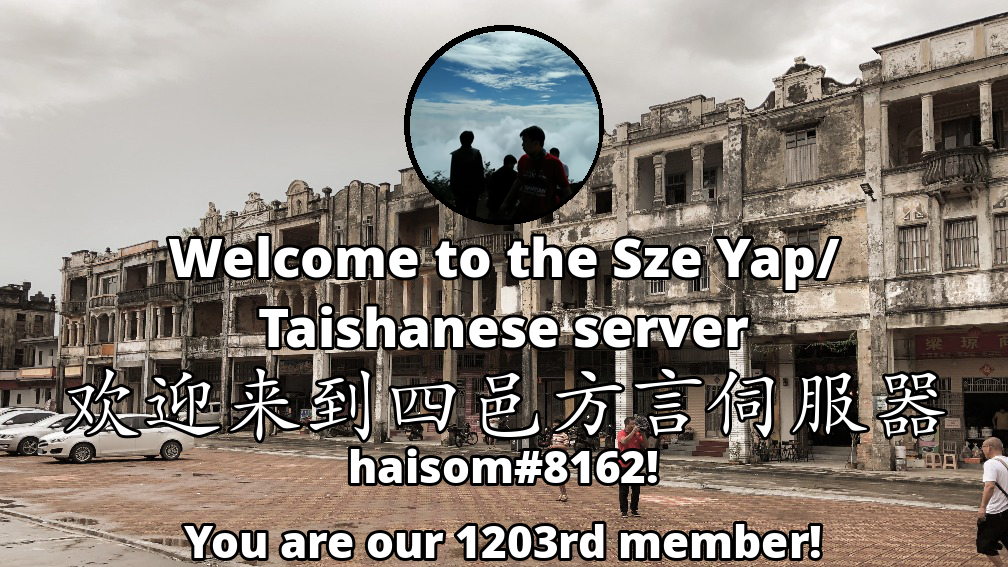 Welcome to the Sze Yap/
Taishanese server
欢迎来到四邑方言伺服器
haisom#8162!
You are our 1203rd member!